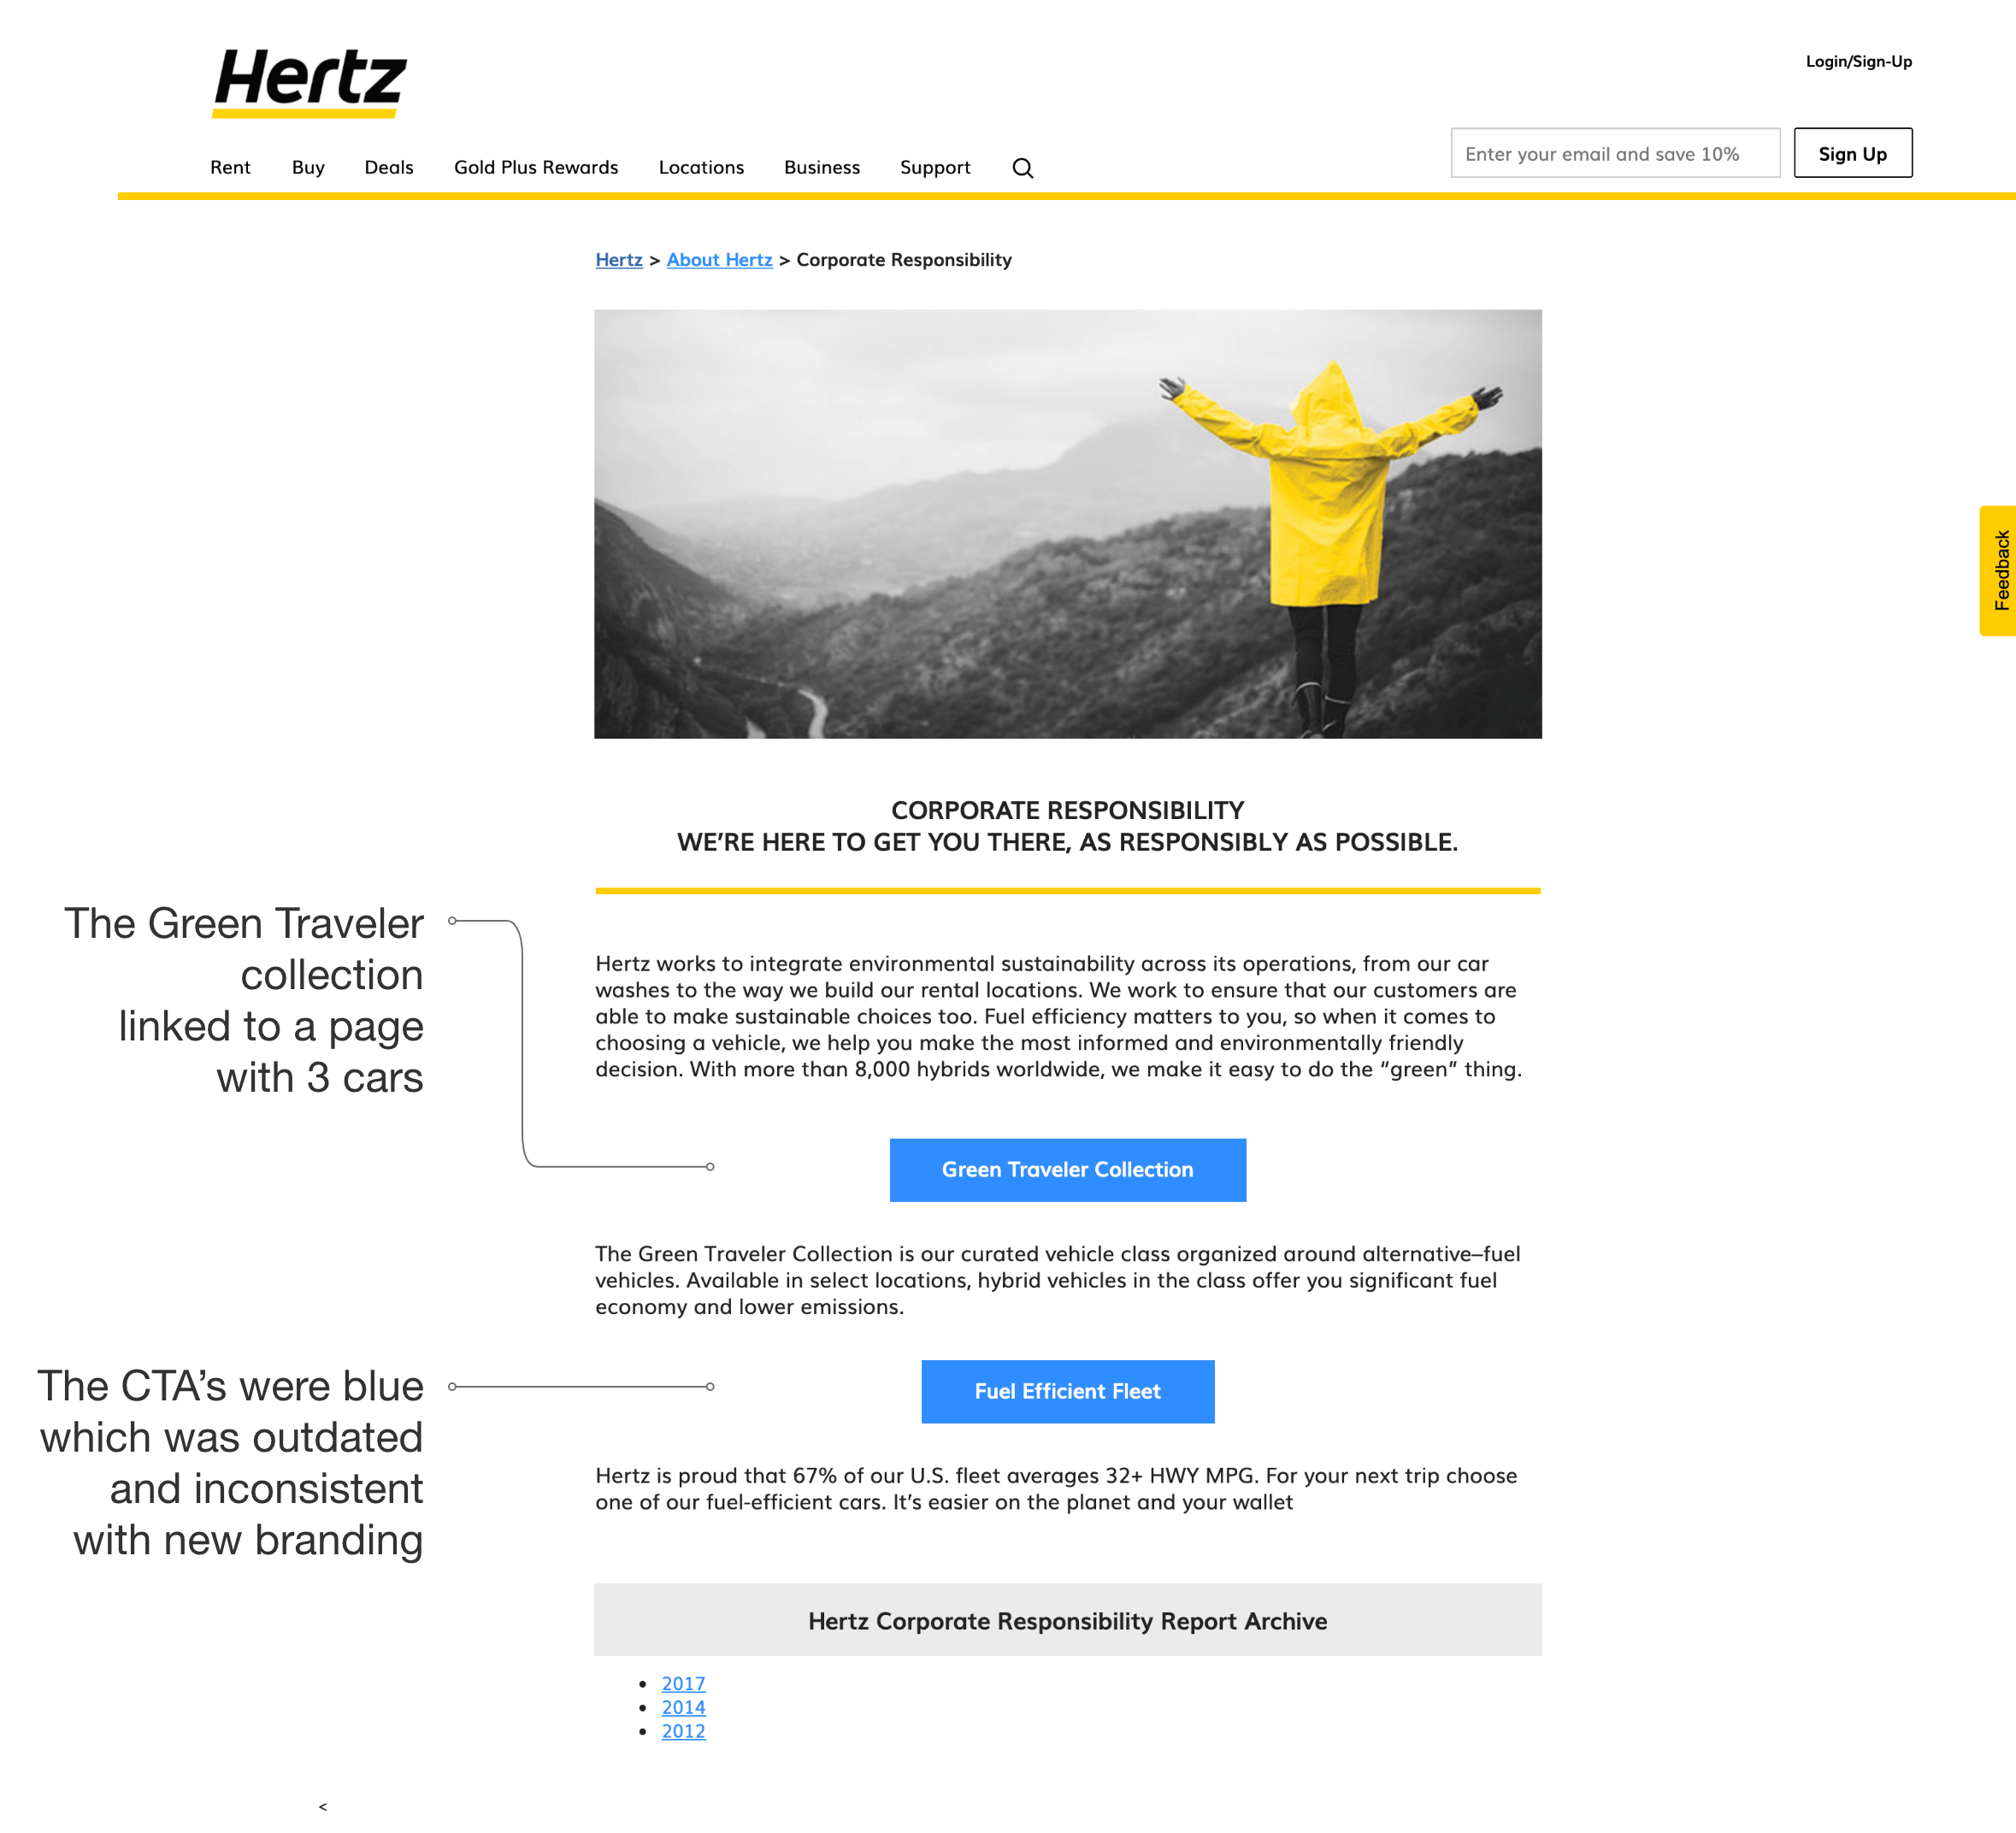 Hertz
Login/Sign-Up
Rent Buy Deals Gold Plus Rewards Locations Business Support
Enter your email and save 10% Sign Up
Hertz > About Hertz > Corporate Responsibility
Feedback
CORPORATE RESPONSIBILITY
WE’RE HERE TO GET YOU THERE, AS RESPONSIBLY AS POSSIBLE.
The Green Traveler
collection
linked to a page
with 3 cars
Hertz works to integrate environmental sustainability across its operations, from our car
washes to the way we build our rental locations. We work to ensure that our customers are
able to make sustainable choices too. Fuel efficiency matters to you, so when it comes to
choosing a vehicle, we help you make the most informed and environmentally friendly
decision. With more than 8,000 hybrids worldwide, we make it easy to do the “green” thing.
Green Traveler Collection
The Green Traveler Collection is our curated vehicle class organized around alternative–fuel
vehicles. Available in select locations, hybrid vehicles in the class offer you significant fuel
economy and lower emissions.
The CTA’s were blue
which was outdated
and inconsistent
with new branding
Fuel Efficient Fleet
Hertz is proud that 67% of our U.S. fleet averages 32+ HWY MPG. For your next trip choose
one of our fuel-efficient cars. It’s easier on the planet and your wallet
Hertz Corporate Responsibility Report Archive
• 2017
• 2014
• 2012
<